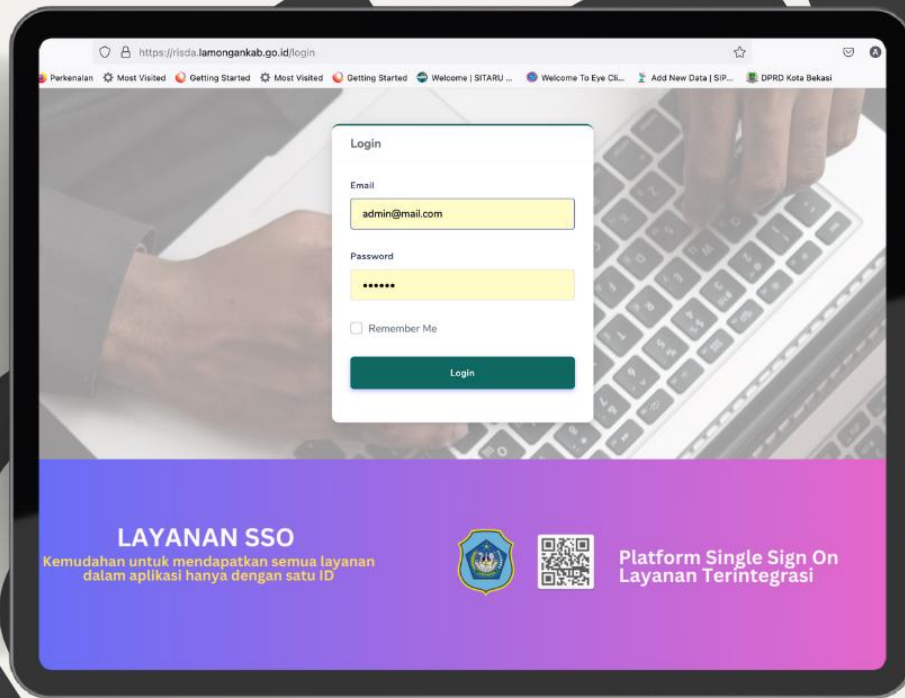 https://risda.lamongankab.go.id/login
Perkenalan Most Visited Getting Started Most Visited Getting Started Welcome | SITARU ... Welcome To Eye Cli... Add New Data | SIP... DPRD Kota Bekasi
Login
Email
admin@mail.com
Password
••••••
Remember Me
Login
LAYANAN SSO
Kemudahan untuk mendapatkan semua layanan
dalam aplikasi hanya dengan satu ID
Platform Single Sign On
Layanan Terintegrasi